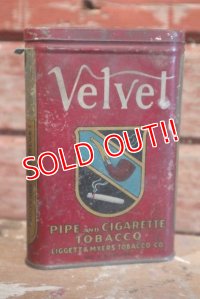 Velvet
SOLD OUT!!
PIPE AND CIGARETTE
TOBACCO
LIGGETT & MYERS TOBACCO CO.